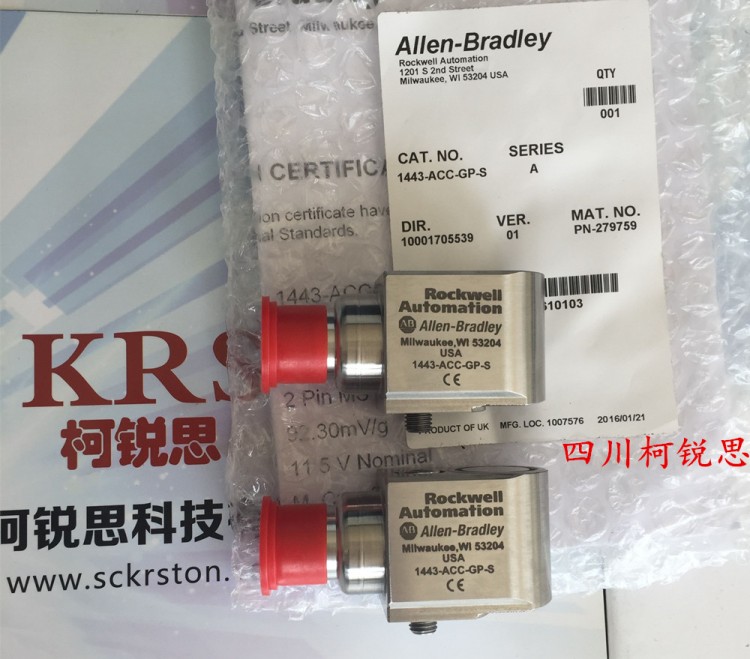 Street, Milwaukee
Allen-Bradley
Rockwell Automation
1201 S 2nd Street
Milwaukee, WI 53204 USA
QTY
001
CAT. NO.
SERIES
1443-ACC-GP-S
A
DIR.
VER.
MAT. NO.
10001705539
01
PN-279759
610103
PRODUCT OF UK
MFG. LOC. 1007576
2016/01/21
N CERTIFICA
ion certificate have
al Standards.
1443-ACC
2 Pin
92.30mV/g
11.5 V Nominal
Rockwell
Automation
AB Allen-Bradley
Milwaukee,WI 53204
USA
1443-ACC-GP-S
CE
Rockwell
Automation
AB Allen-Bradley
Milwaukee,WI 53204
USA
1443-ACC-GP-S
CE
KRS
柯锐思
柯锐思科技
www.sckrston.
四川柯锐思